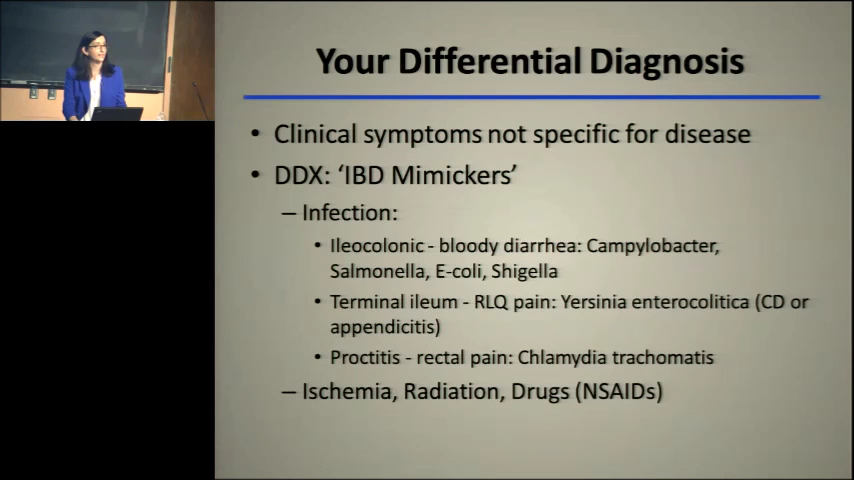 Your Differential Diagnosis
• Clinical symptoms not specific for disease
• DDX: ‘IBD Mimickers’
– Infection:
• Ileocolonic - bloody diarrhea: Campylobacter,
Salmonella, E-coli, Shigella
• Terminal ileum - RLQ pain: Yersinia enterocolitica (CD or
appendicitis)
• Proctitis - rectal pain: Chlamydia trachomatis
– Ischemia, Radiation, Drugs (NSAIDs)